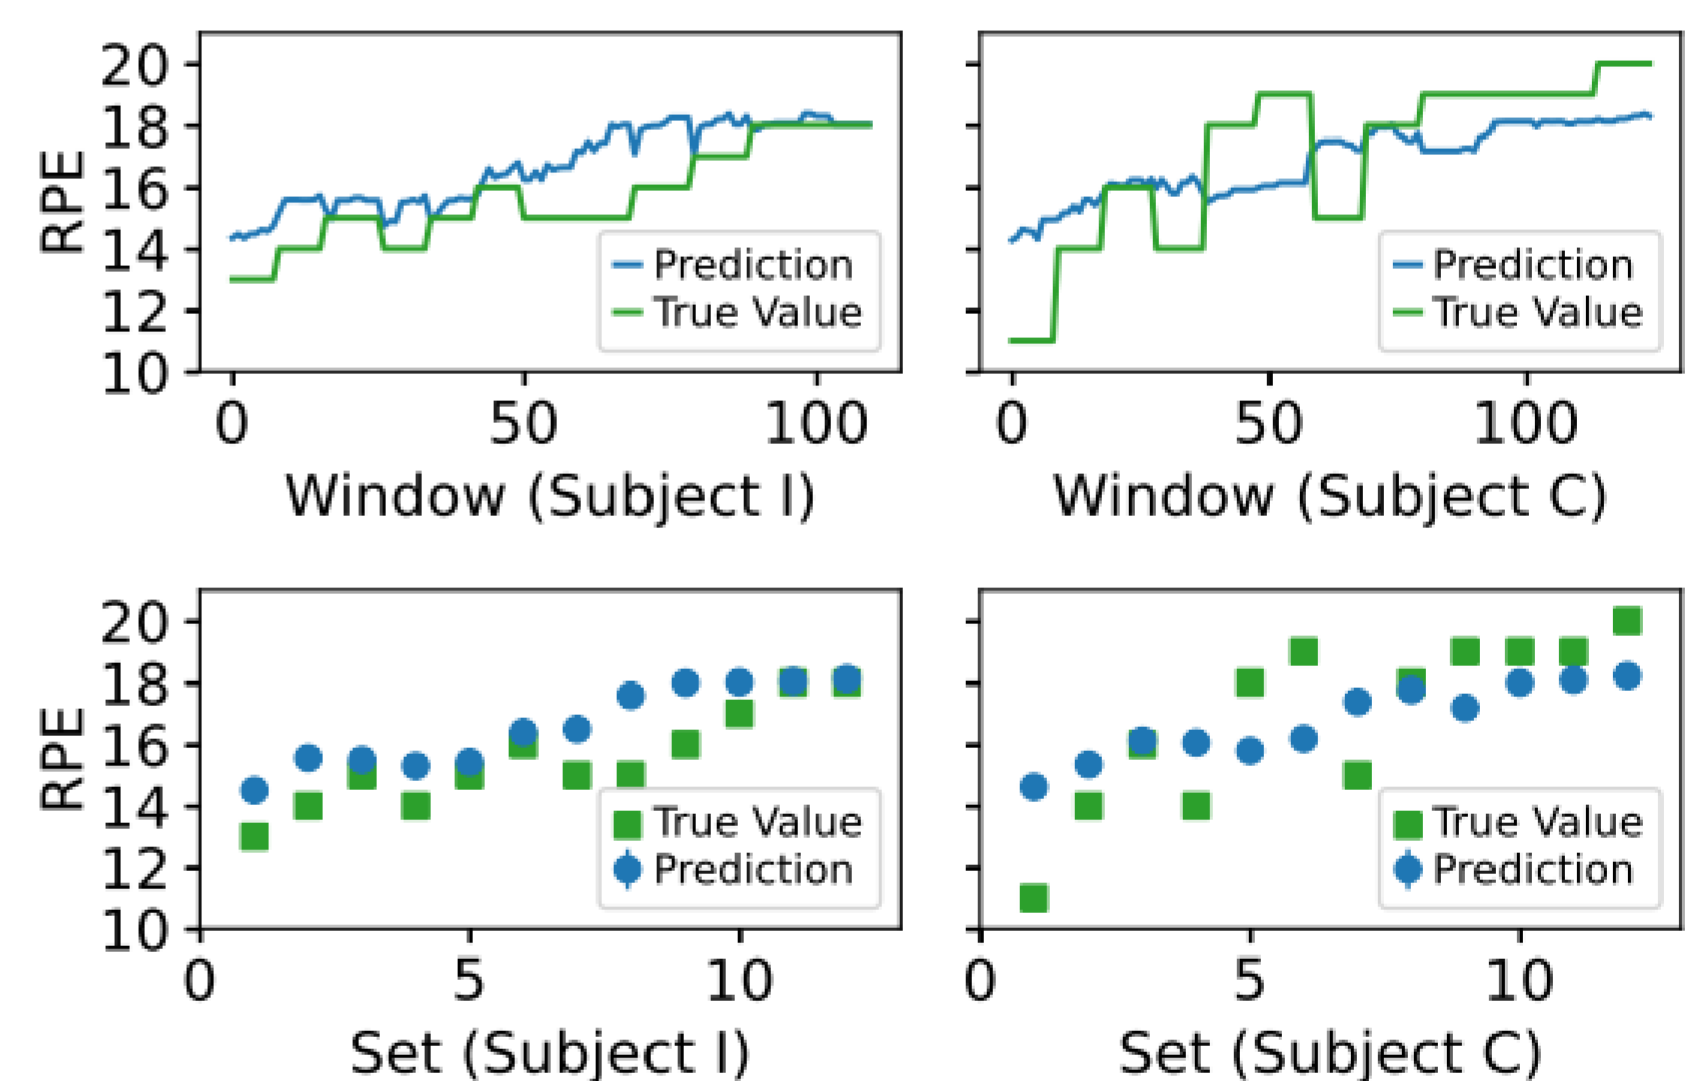 RPE
20
18
16
14
12
10
Prediction
True Value
0 50 100
Window (Subject I)
Prediction
True Value
0 50 100
Window (Subject C)
RPE
20
18
16
14
12
10
True Value
Prediction
0 5 10
Set (Subject I)
True Value
Prediction
0 5 10
Set (Subject C)